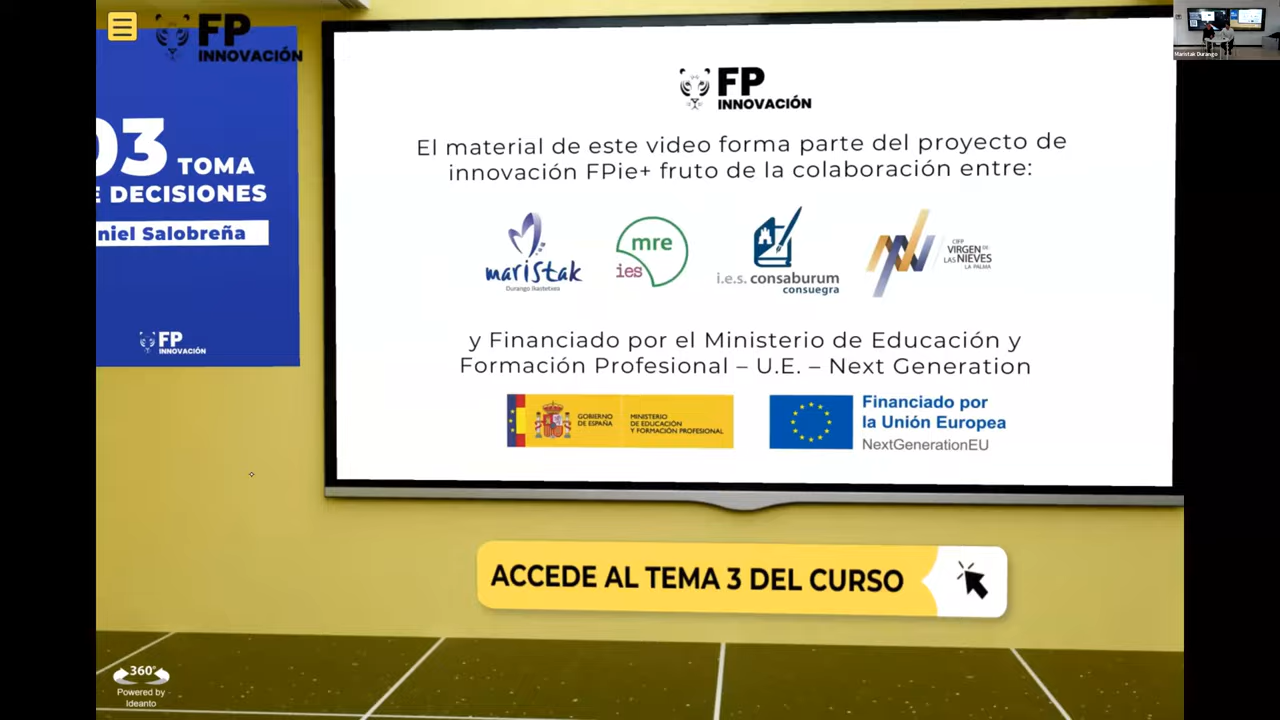 FP
INNOVACIÓN
03 TOMA
E DECISIONES
niel Salobreña
FP
INNOVACIÓN
FP
INNOVACIÓN
El material de este video forma parte del proyecto de
innovación FPie+ fruto de la colaboración entre:
maristak
Durango Ikastetxea
mre
ies
i.e.s. consaburum
consuegra
CIFP
VIRGEN DE
LAS NIEVES
LA PALMA
y Financiado por el Ministerio de Educación y
Formación Profesional – U.E. – Next Generation
GOBIERNO
DE ESPAÑA
MINISTERIO
DE EDUCACIÓN
Y FORMACIÓN PROFESIONAL
Financiado por
la Unión Europea
NextGenerationEU
ACCEDE AL TEMA 3 DEL CURSO
360°
Powered by
Ideanto
Maristak Durango